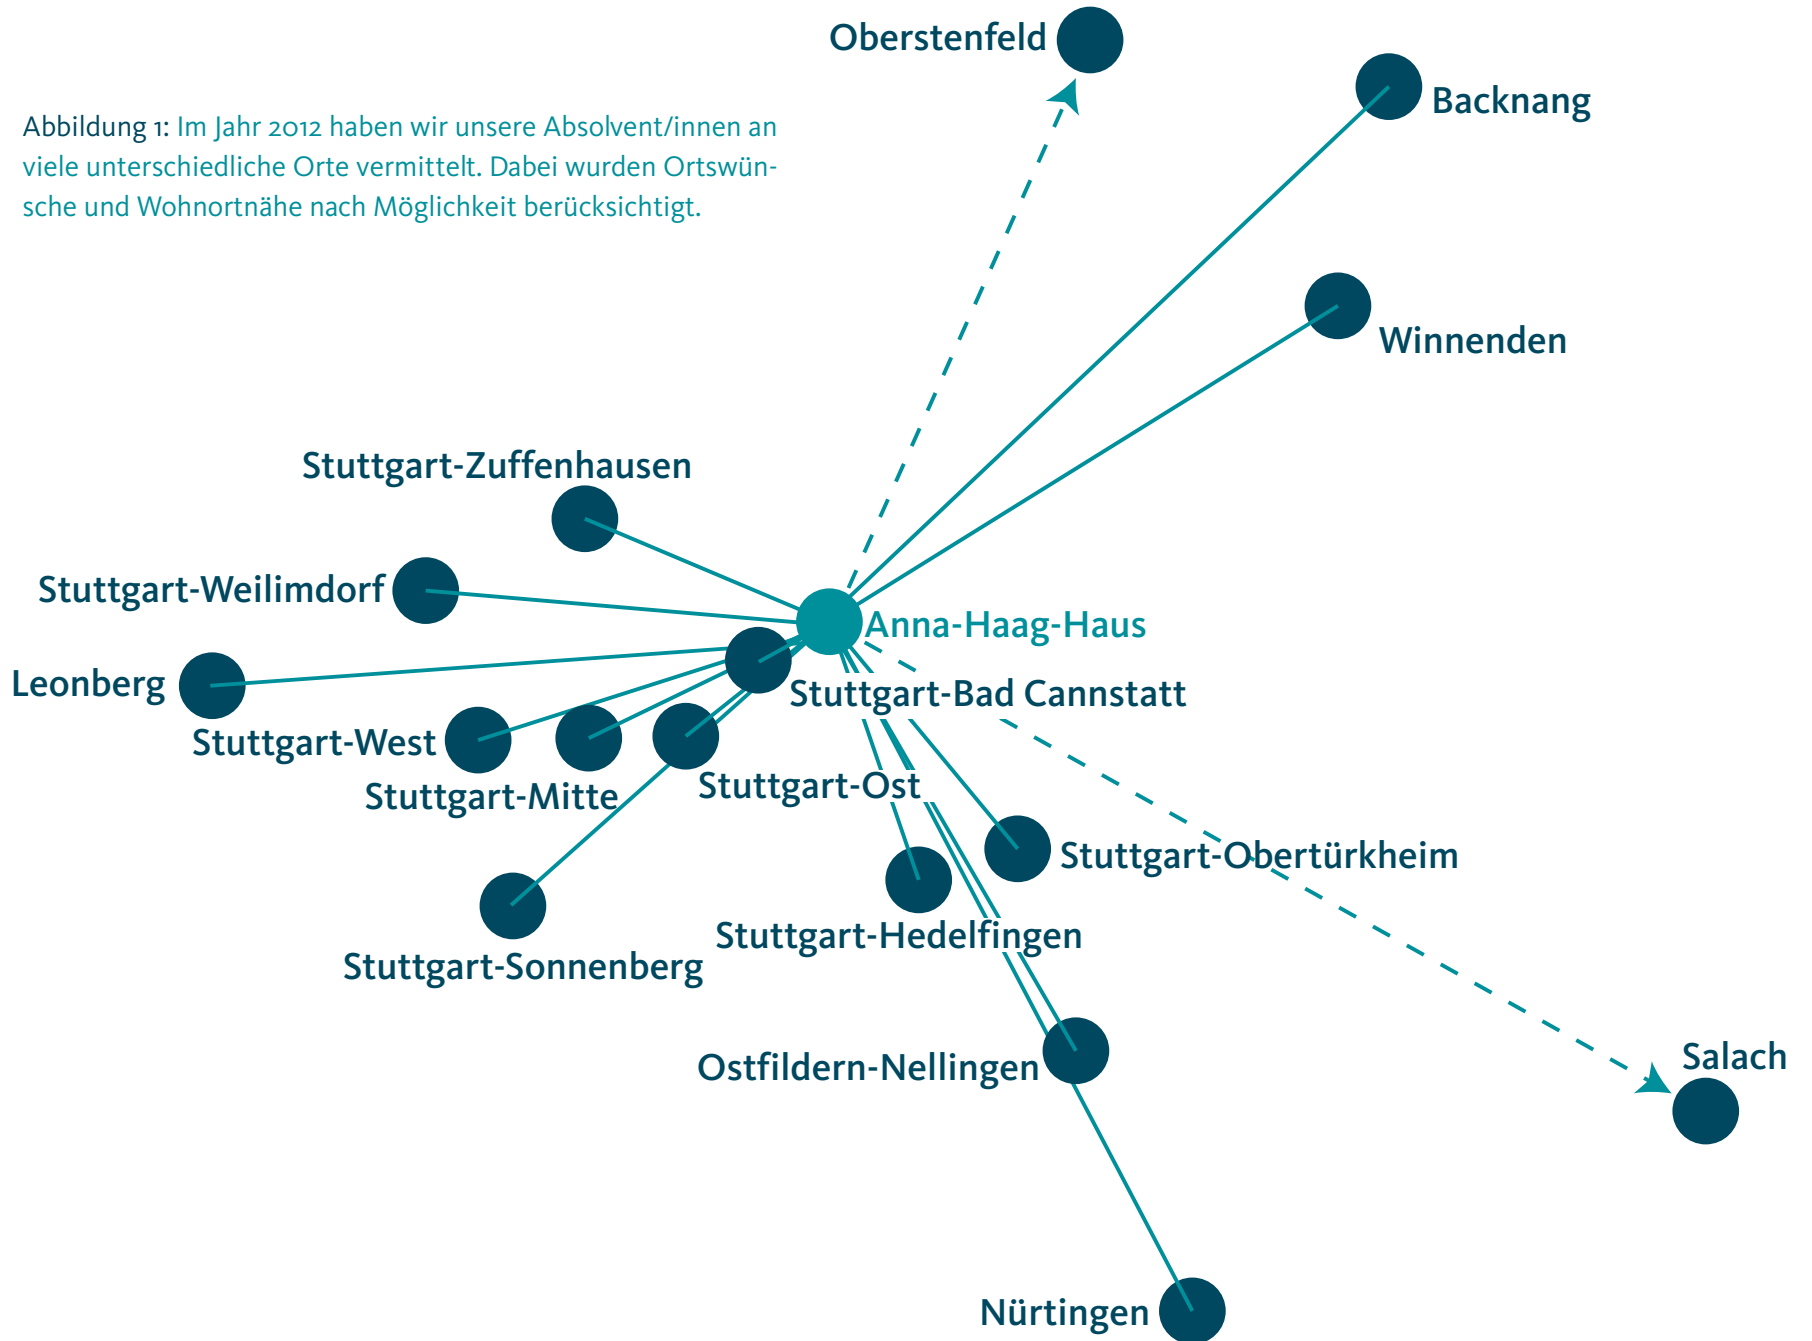 Oberstenfeld
Backnang
Abbildung 1: Im Jahr 2012 haben wir unsere Absolvent/innen an
viele unterschiedliche Orte vermittelt. Dabei wurden Ortswün-
sche und Wohnortnähe nach Möglichkeit berücksichtigt.
Winnenden
Stuttgart-Zuffenhausen
Stuttgart-Weilimdorf
Anna-Haag-Haus
Leonberg
Stuttgart-Bad Cannstatt
Stuttgart-West
Stuttgart-Mitte
Stuttgart-Ost
Stuttgart-Obertürkheim
Stuttgart-Hedelfingen
Stuttgart-Sonnenberg
Ostfildern-Nellingen
Salach
Nürtingen